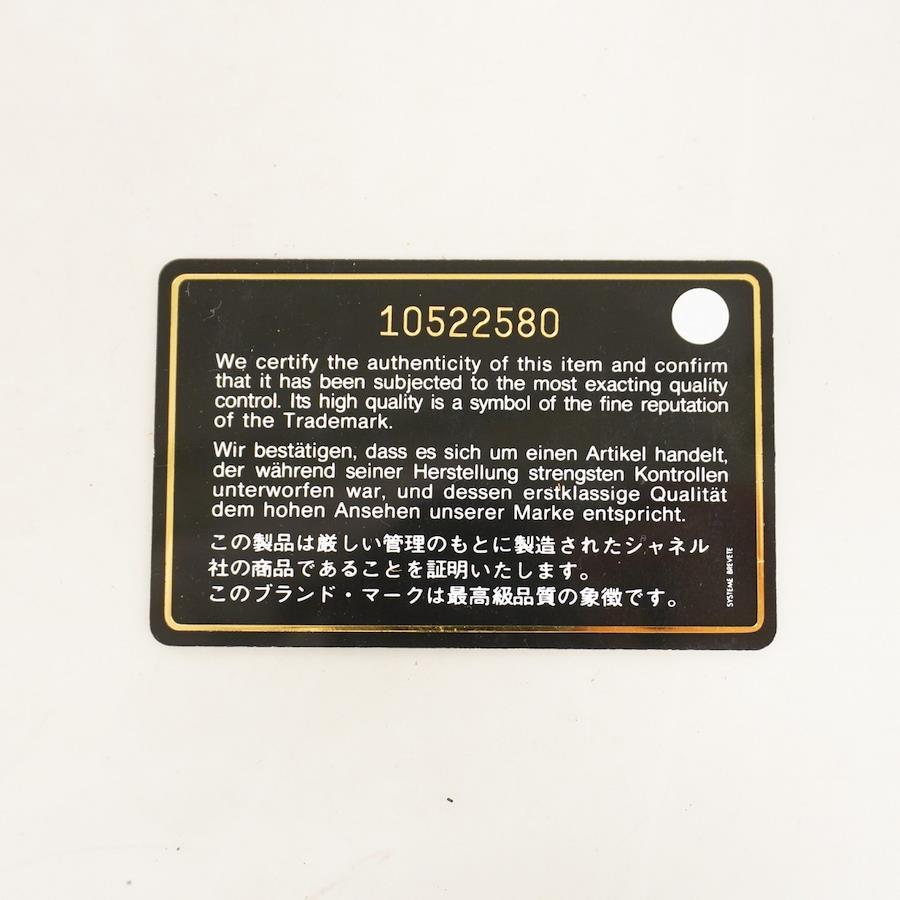 10522580
We certify the authenticity of this item and confirm
that it has been subjected to the most exacting quality
control. Its high quality is a symbol of the fine reputation
of the Trademark.
Wir bestätigen, dass es sich um einen Artikel handelt,
der während seiner Herstellung strengsten Kontrollen
unterworfen war, und dessen erstklassige Qualität
dem hohen Ansehen unserer Marke entspricht.
この製品は厳しい管理のもとに製造されたシャネル
社の商品であることを証明いたします。
このブランド・マークは最高級品質の象徴です。
SYSTEME BREVETE